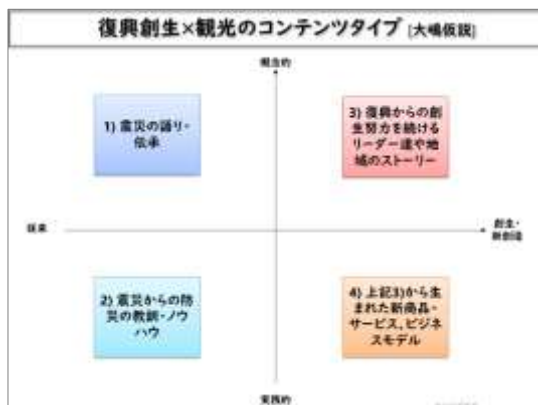 復興創生×観光のコンテンツタイプ [大嶋仮説]
概念的
1) 震災の語り・
伝承
3) 復興からの創
生努力を続ける
リーダー達や地
域のストーリー
従来
創生・
新創造
2) 震災からの防
災の教訓・ノウ
ハウ
4) 上記3)から生
まれた新商品・
サービス、ビジネ
スモデル
実務的